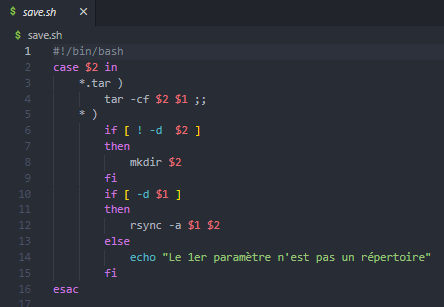 $ save.sh ×
$ save.sh
1 #!/bin/bash
2 case $2 in
3     *.tar )
4         tar -cf $2 $1 ;;
5     * )
6         if [ ! -d  $2 ]
7         then
8             mkdir $2
9         fi
10         if [ -d $1 ]
11         then
12             rsync -a $1 $2
13         else
14             echo "Le 1er paramètre n'est pas un répertoire"
15         fi
16 esac
17